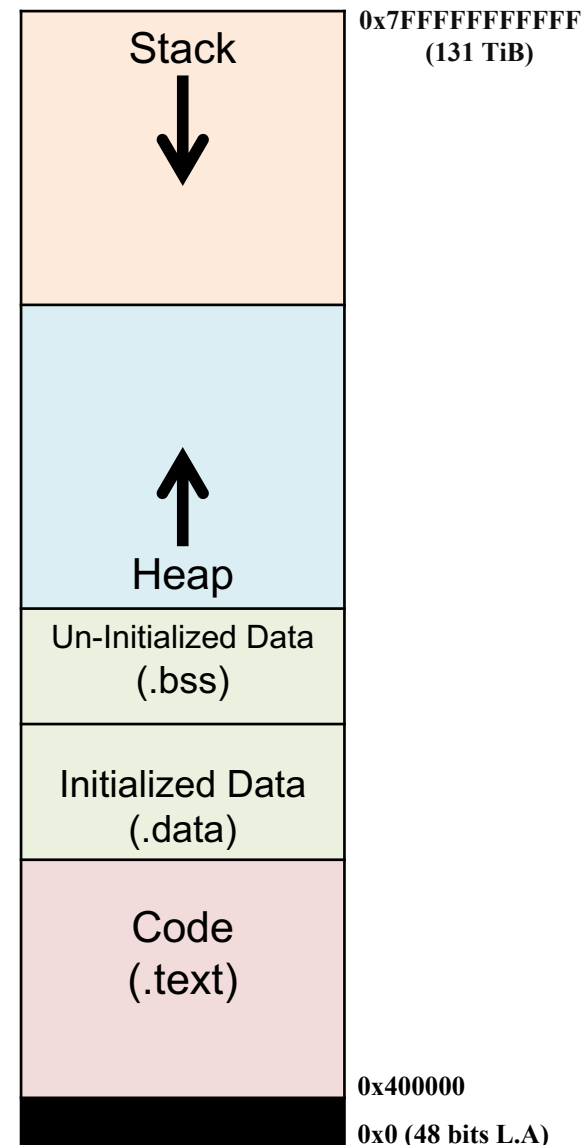 Stack
0x7FFFFFFFFFFF
(131 TiB)
Heap
Un-Initialized Data
(.bss)
Initialized Data
(.data)
Code
(.text)
0x400000
0x0 (48 bits L.A)